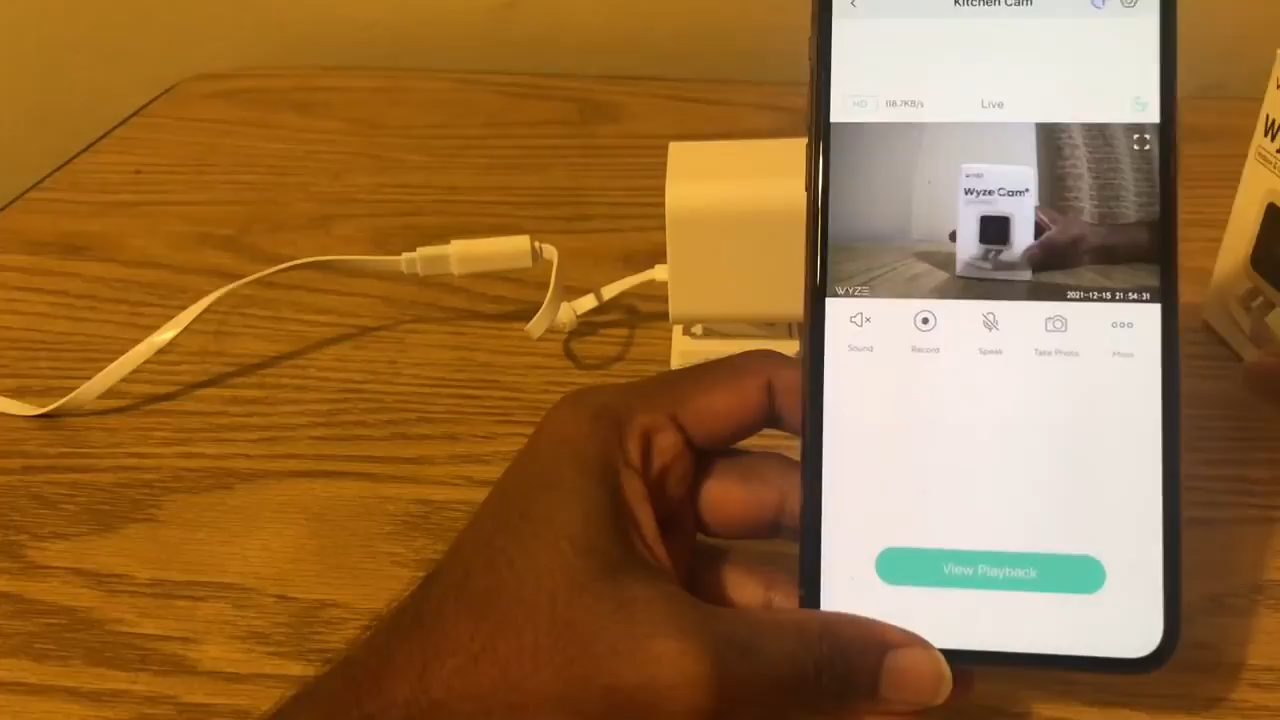 Kitchen Cam
HD 118.7KB/s Live
WYZE
Wyze Cam
WYZE 2021-12-15 21:54:31
Sound Record Speak Take Photo More
View Playback